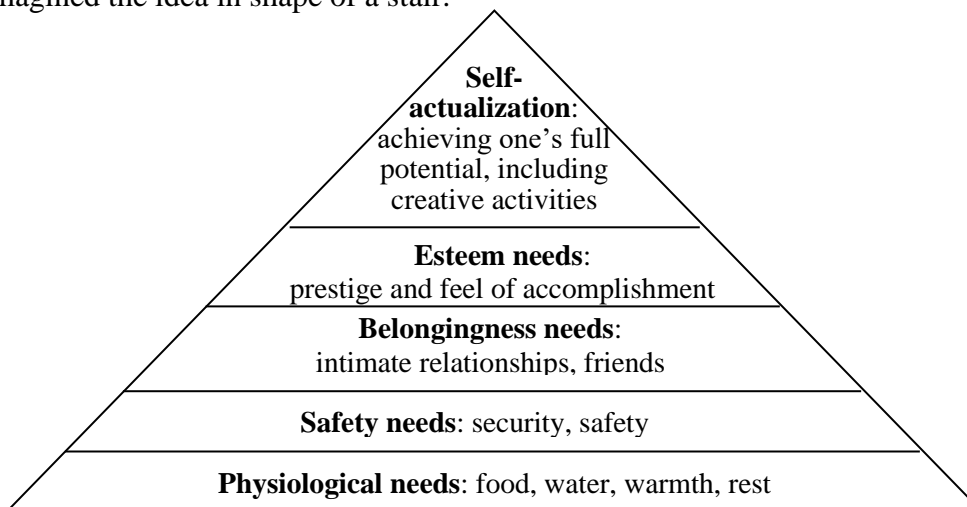 the idea in shape of a stair.
Self-
actualization:
achieving one's full
potential, including
creative activities
Esteem needs:
prestige and feel of accomplishment
Belongingness needs:
intimate relationships, friends
Safety needs: security, safety
Physiological needs: food, water, warmth, rest